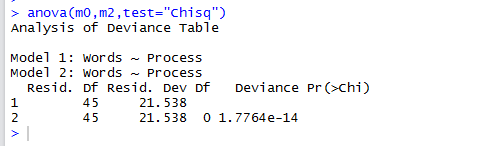 > anova(m0,m2,test="Chisq")
Analysis of Deviance Table

Model 1: Words ~ Process
Model 2: Words ~ Process
  Resid. Df Resid. Dev Df   Deviance Pr(>Chi)
1        45     21.538
2        45     21.538  0 1.7764e-14
>